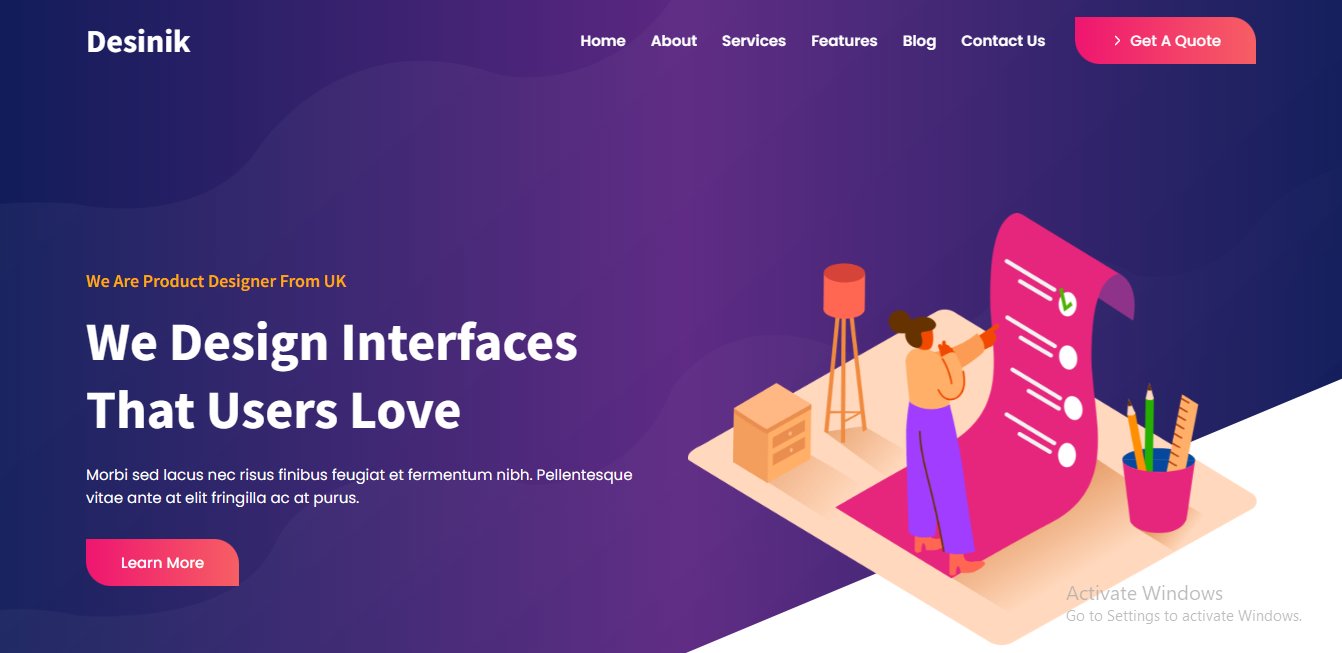 Desinik
Home About Services Features Blog Contact Us Get A Quote
We Are Product Designer From UK
We Design Interfaces
That Users Love
Morbi sed lacus nec risus finibus feugiat et fermentum nibh. Pellentesque
vitae ante at elit fringilla ac at purus.
Learn More
Activate Windows
Go to Settings to activate Windows.